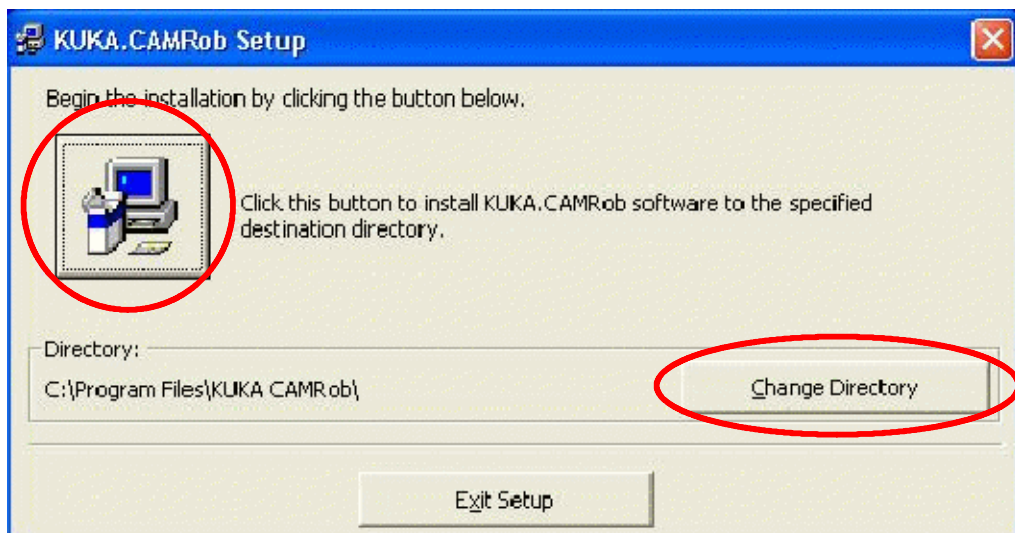 KUKA.CAMRob Setup
Begin the installation by clicking the button below.
Click this button to install KUKA.CAMRob software to the specified
destination directory.
Directory:
C:\Program Files\KUKA CAMRob\
Change Directory
Exit Setup